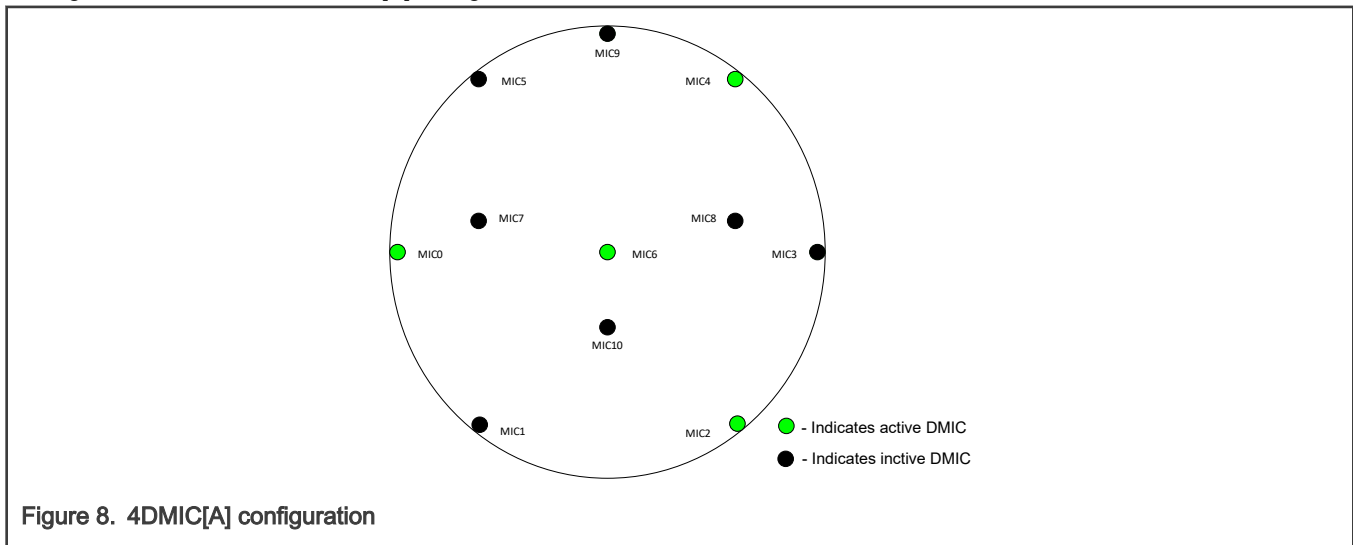 MIC9
MIC5
MIC4
MIC7
MIC8
MIC0
MIC6
MIC3
MIC10
MIC1
MIC2
- Indicates active DMIC
- Indicates inctive DMIC
Figure 8. 4DMIC[A] configuration